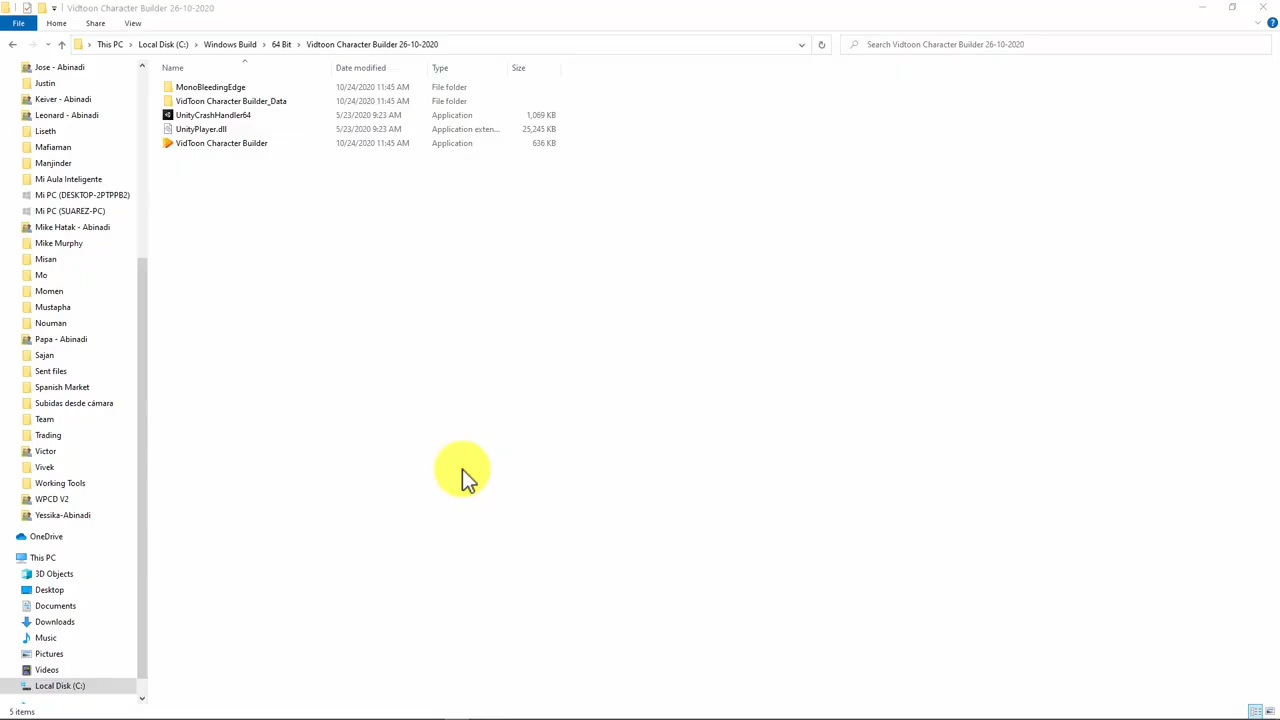 Vidtoon Character Builder 26-10-2020
File Home Share View
This PC Local Disk (C:) Windows Build 64 Bit Vidtoon Character Builder 26-10-2020
Search Vidtoon Character Builder 26-10-2020
Name Date modified Type Size
MonoBleedingEdge 10/24/2020 11:45 AM File folder
VidToon Character Builder_Data 10/24/2020 11:45 AM File folder
UnityCrashHandler64 5/23/2020 9:23 AM Application 1,069 KB
UnityPlayer.dll 5/23/2020 9:23 AM Application exten... 25,245 KB
VidToon Character Builder 10/24/2020 11:45 AM Application 636 KB
Jose - Abinadi
Justin
Keiver - Abinadi
Leonard - Abinadi
Liseth
Mafiaman
Manjinder
Mi Aula Inteligente
Mi PC (DESKTOP-2PTPPB2)
Mi PC (SUAREZ-PC)
Mike Hatak - Abinadi
Mike Murphy
Misan
Mo
Momen
Mustapha
Nouman
Papa - Abinadi
Sajan
Sent files
Spanish Market
Subidas desde cámara
Team
Trading
Victor
Vivek
Working Tools
WPCD V2
Yessika-Abinadi
OneDrive
This PC
3D Objects
Desktop
Documents
Downloads
Music
Pictures
Videos
Local Disk (C:)
5 items